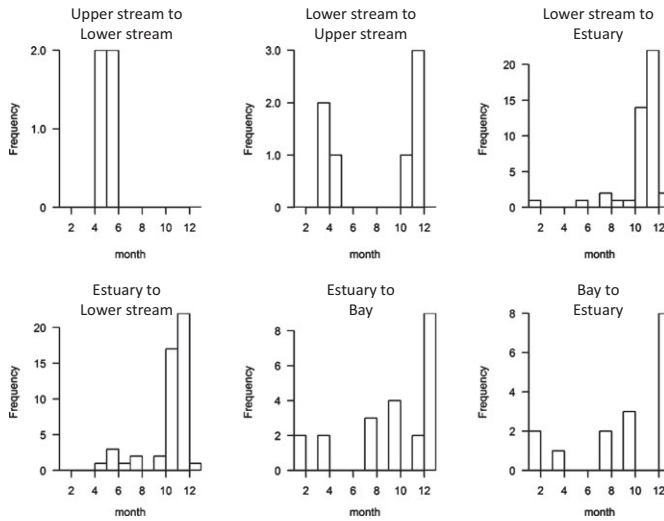 Upper stream to
Lower stream
Lower stream to
Upper stream
Lower stream to
Estuary
2.0
1.0
0
Frequency
2 4 6 8 10 12
month
3.0
2.0
1.0
0
Frequency
2 4 6 8 10 12
month
20
15
10
5
0
Frequency
2 4 6 8 10 12
month
Estuary to
Lower stream
Estuary to
Bay
Bay to
Estuary
20
15
10
5
0
Frequency
2 4 6 8 10 12
month
8
6
4
2
0
Frequency
2 4 6 8 10 12
month
8
6
4
2
0
Frequency
2 4 6 8 10 12
month